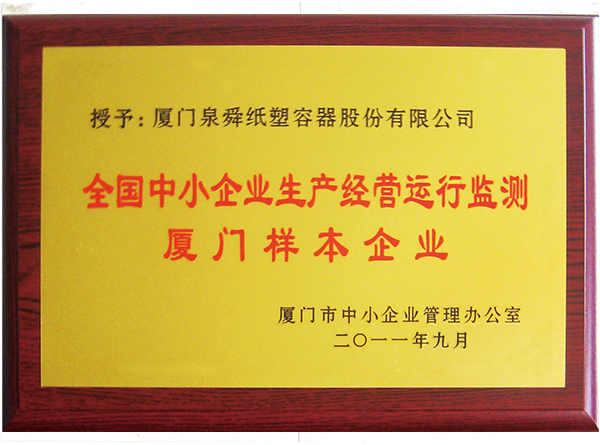 授予：厦门泉舜纸塑容器股份有限公司
全国中小企业生产经营运行监测
厦门样本企业
厦门市中小企业管理办公室
二〇一一年九月